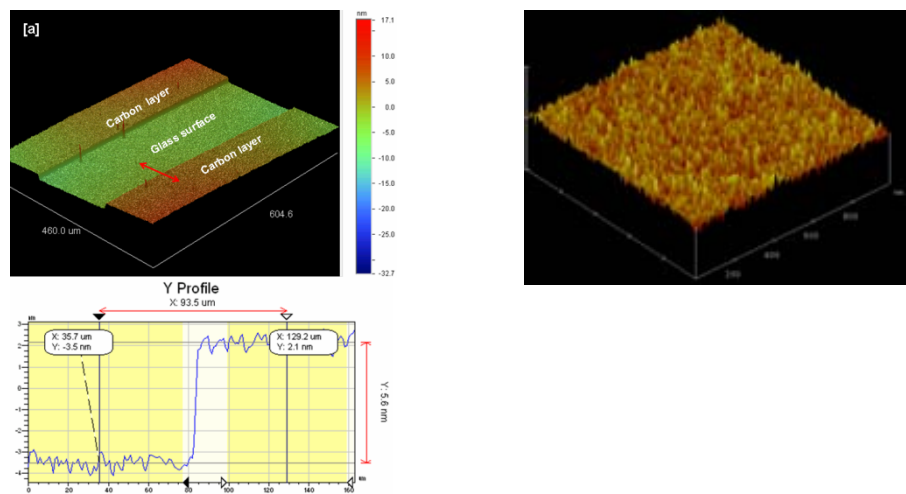 [a]
nm
17.1
10.0
5.0
0.0
-5.0
-10.0
-15.0
-20.0
-25.0
-32.7
Carbon layer
Glass surface
Carbon layer
460.0 um
604.6
200
400
600
800
Y Profile
X: 93.5 um
X: 35.7 um
Y: -3.5 nm
X: 129.2 um
Y: 2.1 nm
Y: 5.6 nm
3
2
1
0
-1
-2
-3
-4
0 20 40 60 80 100 120 140 160